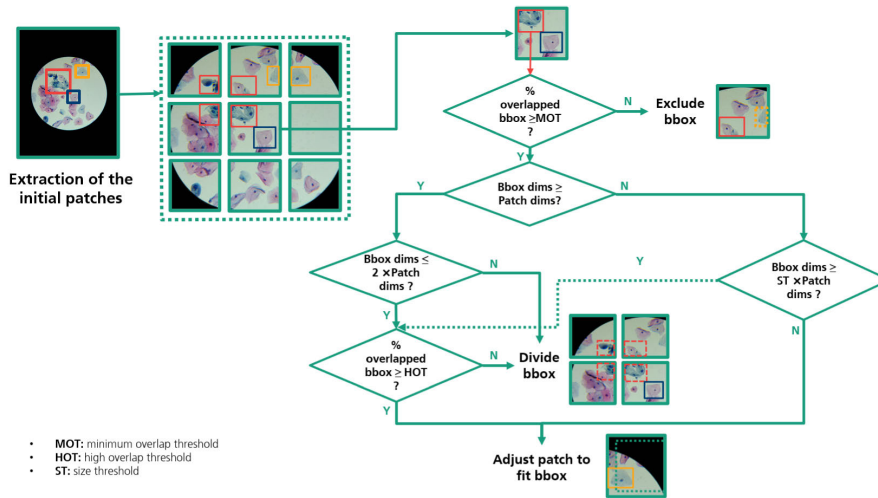 Extraction of the
initial patches
%
overlapped
bbox ≥MOT
?
N
Exclude
bbox
Y
Bbox dims ≥
Patch dims?
Y
N
Bbox dims ≤
2 ×Patch
dims ?
N
Y
Bbox dims ≥
ST ×Patch
dims ?
Y
N
%
overlapped
bbox ≥ HOT
?
N
Divide
bbox
Y
Adjust patch to
fit bbox
• MOT: minimum overlap threshold
• HOT: high overlap threshold
• ST: size threshold